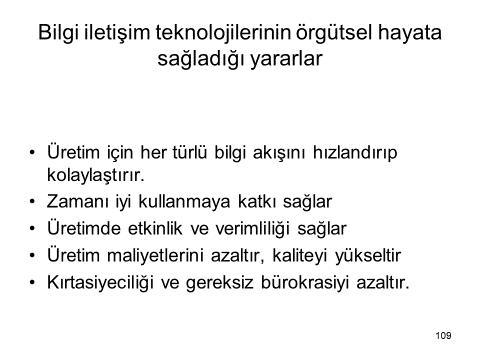 Bilgi iletişim teknolojilerinin örgütsel hayata
sağladığı yararlar
• Üretim için her türlü bilgi akışını hızlandırıp
kolaylaştırır.
• Zamanı iyi kullanmaya katkı sağlar
• Üretimde etkinlik ve verimliliği sağlar
• Üretim maliyetlerini azaltır, kaliteyi yükseltir
• Kırtasiyeciliği ve gereksiz bürokrasiyi azaltır.
109